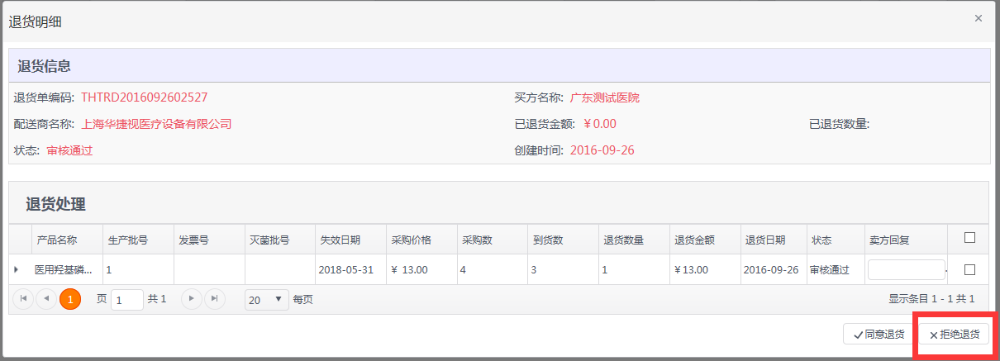 退货明细 ×
退货信息
退货单编码: THTRD2016092602527 买方名称: 广东测试医院
配送商名称: 上海华捷视医疗设备有限公司 已退货金额: ￥0.00 已退货数量:
状态: 审核通过 创建时间: 2016-09-26
退货处理
产品名称 生产批号 发票号 灭菌批号 失效日期 采购价格 采购数 到货数 退货数量 退货金额 退货日期 状态 卖方回复
医用羟基磷... 1 2018-05-31 ￥ 13.00 4 3 1 ￥13.00 2016-09-26 审核通过
1 页 1 共 1 20 每页 显示条目 1 - 1 共 1
同意退货 拒绝退货